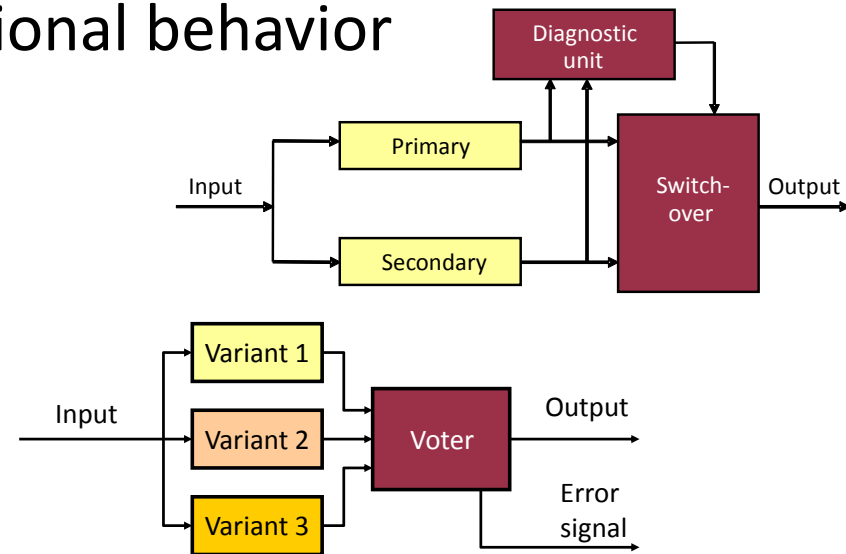 ional behavior
Diagnostic
unit
Primary
Input
Switch-
over
Output
Secondary
Variant 1
Input
Variant 2
Voter
Output
Variant 3
Error
signal